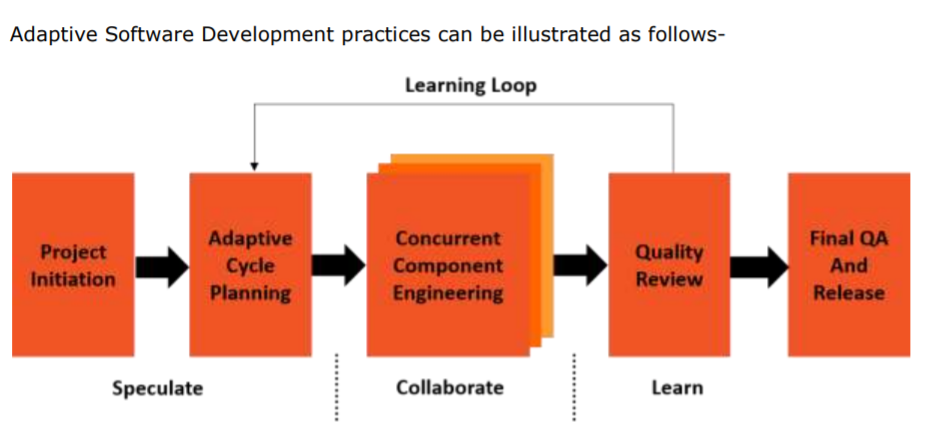 Adaptive Software Development practices can be illustrated as follows-
Learning Loop
Project
Initiation
Adaptive
Cycle
Planning
Concurrent
Component
Engineering
Quality
Review
Final QA
And
Release
Speculate
Collaborate
Learn